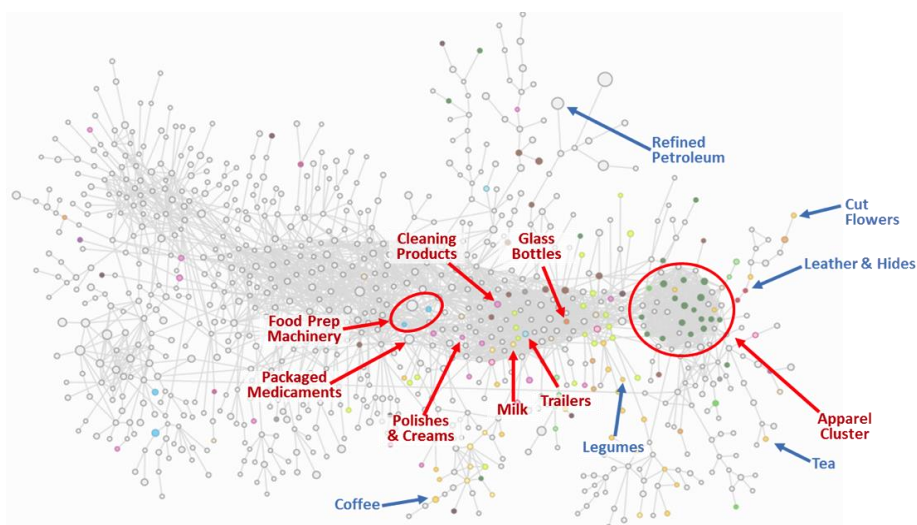 Refined
Petroleum
Cut
Flowers
Cleaning
Products
Glass
Bottles
Leather & Hides
Food Prep
Machinery
Packaged
Medicaments
Polishes
& Creams
Milk
Trailers
Apparel
Cluster
Legumes
Tea
Coffee